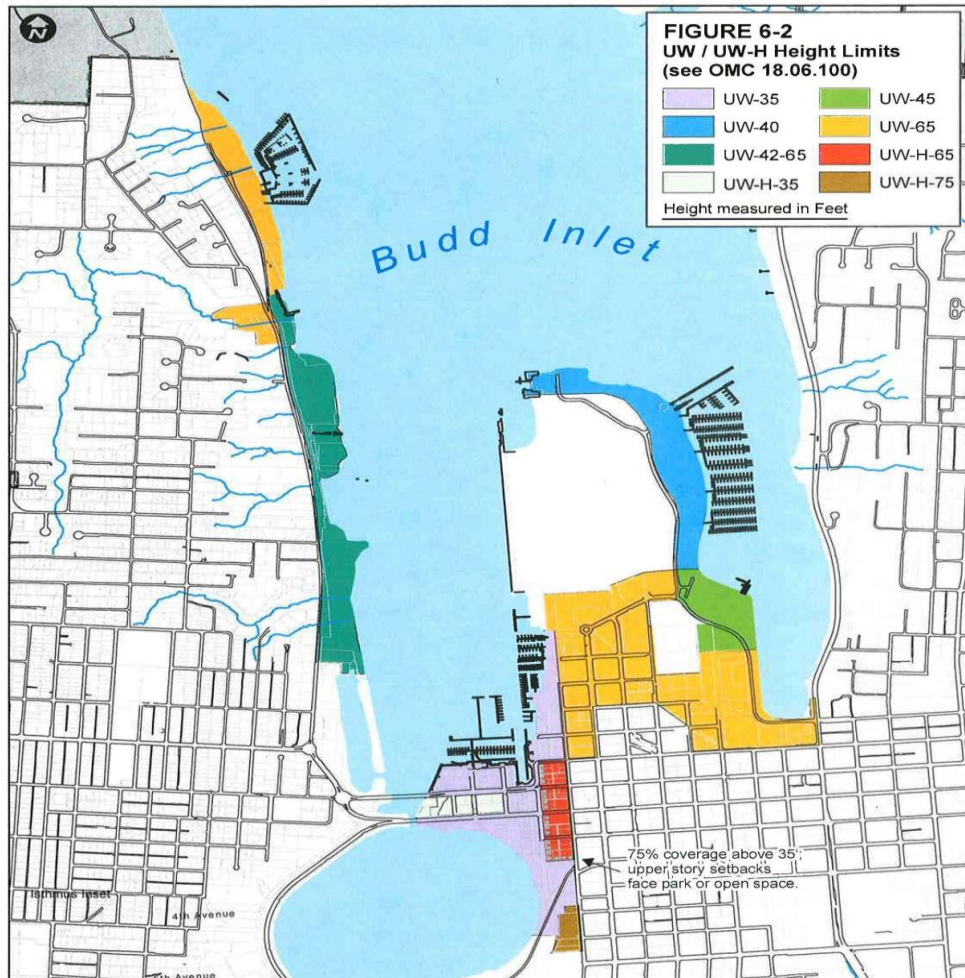 N
FIGURE 6-2
UW / UW-H Height Limits
(see OMC 18.06.100)
UW-35
UW-45
UW-40
UW-65
UW-42-65
UW-H-65
UW-H-35
UW-H-75
Height measured in Feet
Budd Inlet
75% coverage above 35';
upper story setbacks
face park or open space.
Isthmus Inset
4th Avenue
5th Avenue